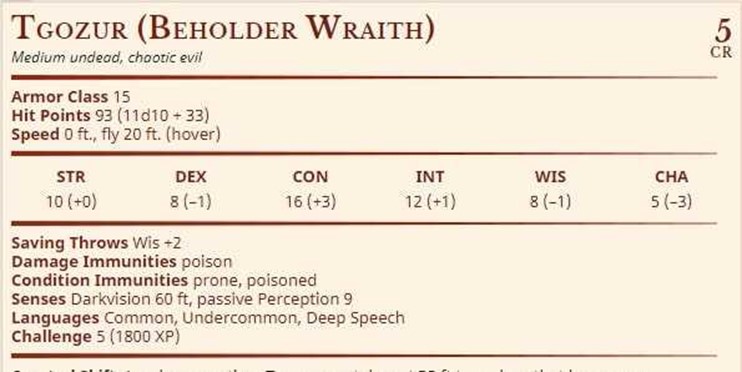 Tgozur (Beholder Wraith)
5
CR
Medium undead, chaotic evil
Armor Class 15
Hit Points 93 (11d10 + 33)
Speed 0 ft., fly 20 ft. (hover)
STR DEX CON INT WIS CHA
10 (+0) 8 (–1) 16 (+3) 12 (+1) 8 (–1) 5 (–3)
Saving Throws Wis +2
Damage Immunities poison
Condition Immunities prone, poisoned
Senses Darkvision 60 ft, passive Perception 9
Languages Common, Undercommon, Deep Speech
Challenge 5 (1800 XP)